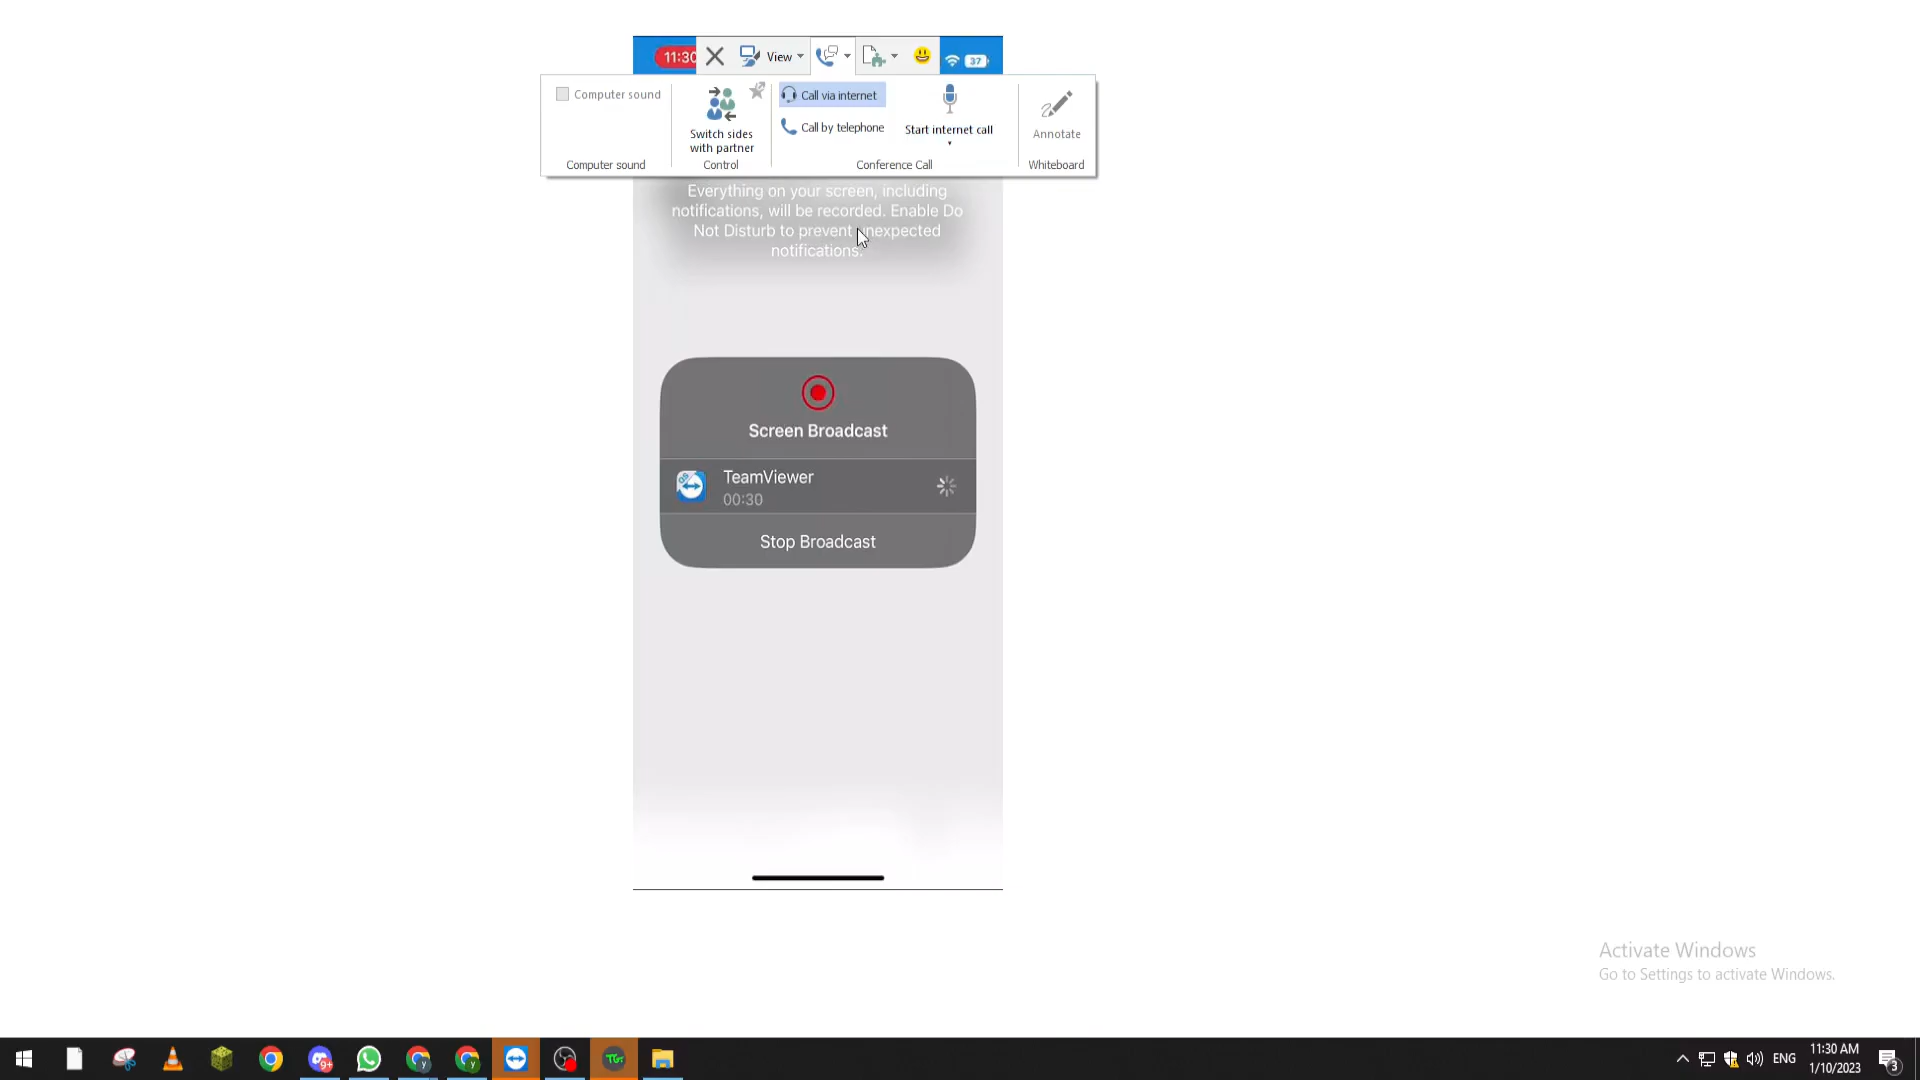 11:30
View
37
Computer sound
Switch sides
with partner
Call via internet
Call by telephone
Start internet call
Annotate
Computer sound
Control
Conference Call
Whiteboard
Everything on your screen, including
notifications, will be recorded. Enable Do
Not Disturb to prevent unexpected
notifications.
Screen Broadcast
TeamViewer
00:30
Stop Broadcast
Activate Windows
Go to Settings to activate Windows.
9+
TGF
ENG
11:30 AM
1/10/2023
3